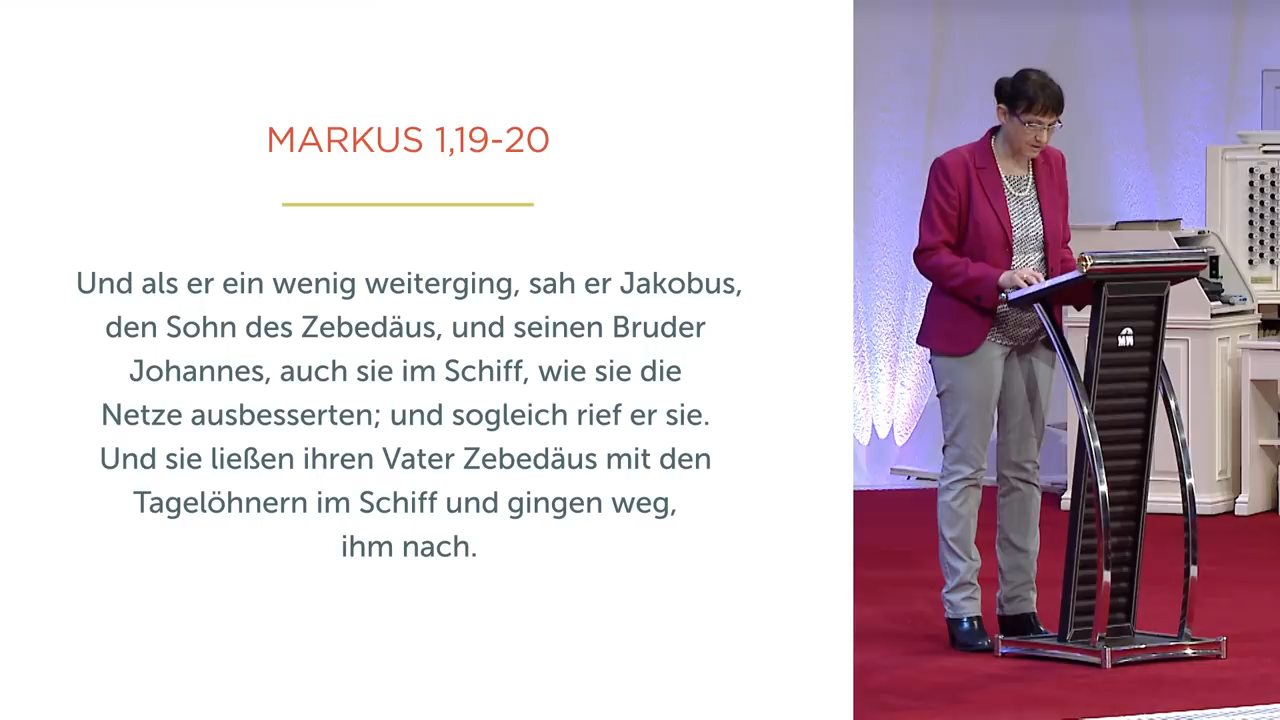 MARKUS 1,19-20
Und als er ein wenig weiterging, sah er Jakobus,
den Sohn des Zebedäus, und seinen Bruder
Johannes, auch sie im Schiff, wie sie die
Netze ausbesserten; und sogleich rief er sie.
Und sie ließen ihren Vater Zebedäus mit den
Tagelöhnern im Schiff und gingen weg,
ihm nach.